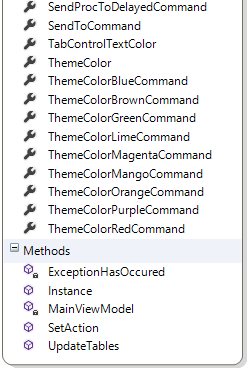 SendProcToDelayedCommand
SendToCommand
TabControlTextColor
ThemeColor
ThemeColorBlueCommand
ThemeColorBrownCommand
ThemeColorGreenCommand
ThemeColorLimeCommand
ThemeColorMagentaCommand
ThemeColorMangoCommand
ThemeColorOrangeCommand
ThemeColorPurpleCommand
ThemeColorRedCommand
Methods
ExceptionHasOccured
Instance
MainViewModel
SetAction
UpdateTables